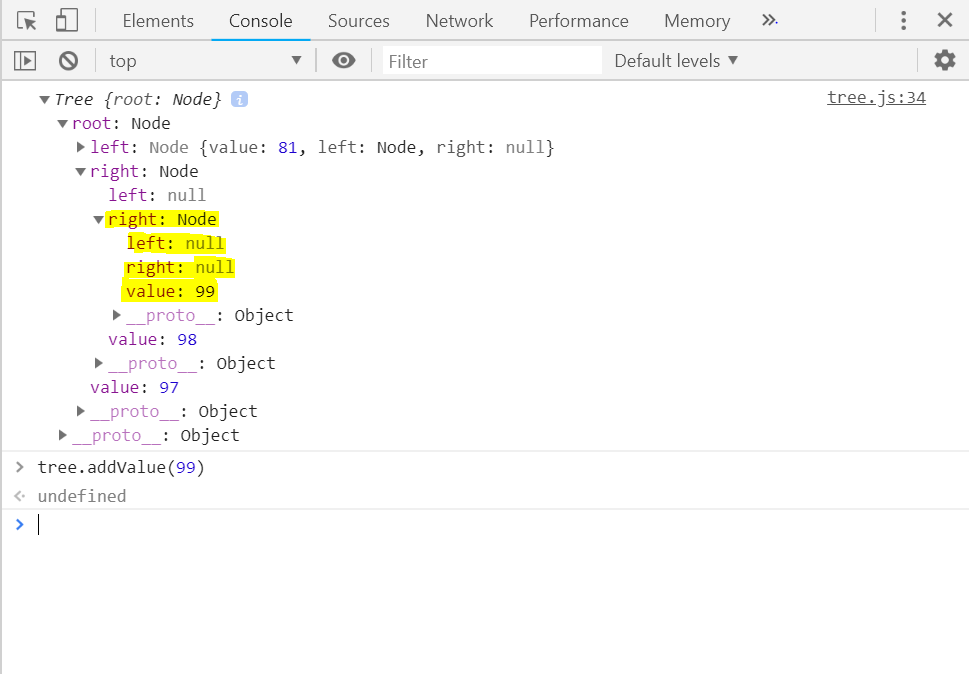 Elements Console Sources Network Performance Memory
top Filter Default levels
Tree {root: Node} i tree.js:34
root: Node
left: Node {value: 81, left: Node, right: null}
right: Node
left: null
right: Node
left: null
right: null
value: 99
__proto__: Object
value: 98
__proto__: Object
value: 97
__proto__: Object
__proto__: Object
tree.addValue(99)
undefined